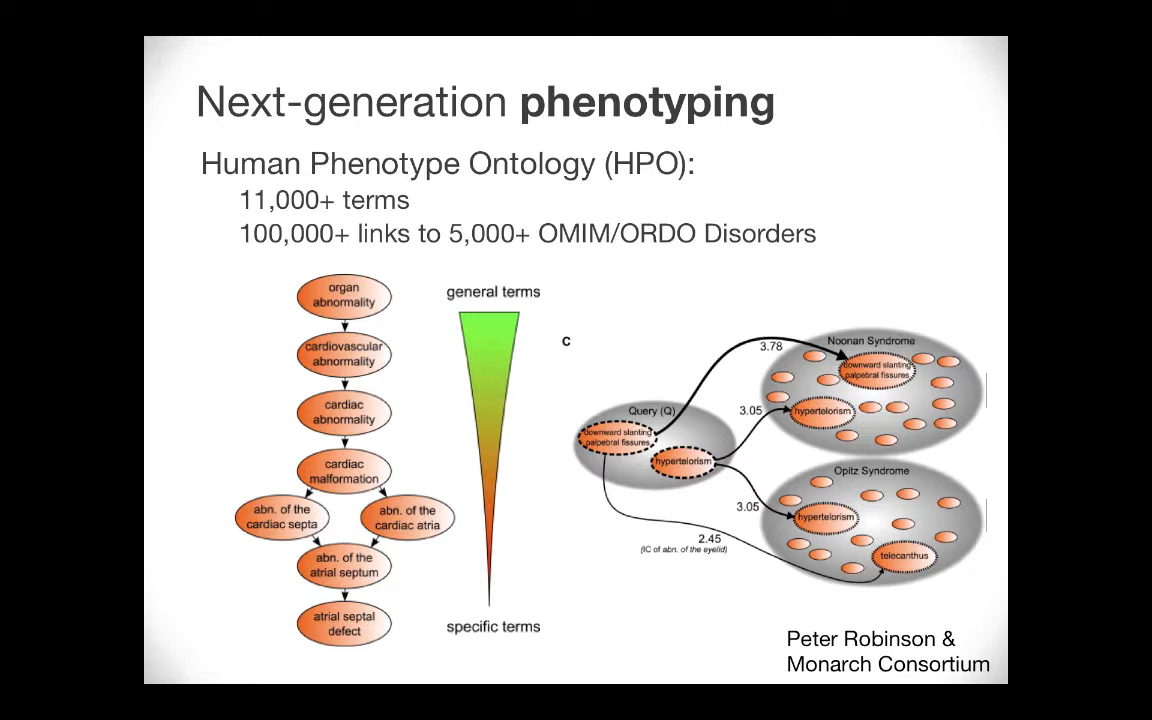 Next-generation phenotyping
Human Phenotype Ontology (HPO):
11,000+ terms
100,000+ links to 5,000+ OMIM/ORDO Disorders
organ
abnormality
cardiovascular
abnormality
cardiac
abnormality
cardiac
malformation
abn. of the
cardiac septa
abn. of the
cardiac atria
abn. of the
atrial septum
atrial septal
defect
general terms
specific terms
c
Query (Q)
downward slanting
palpebral fissures
hypertelorism
3.78
3.05
3.05
2.45
(IC of abn. of the eyelid)
Noonan Syndrome
downward slanting
palpebral fissures
hypertelorism
Opitz Syndrome
hypertelorism
telecanthus
Peter Robinson &
Monarch Consortium